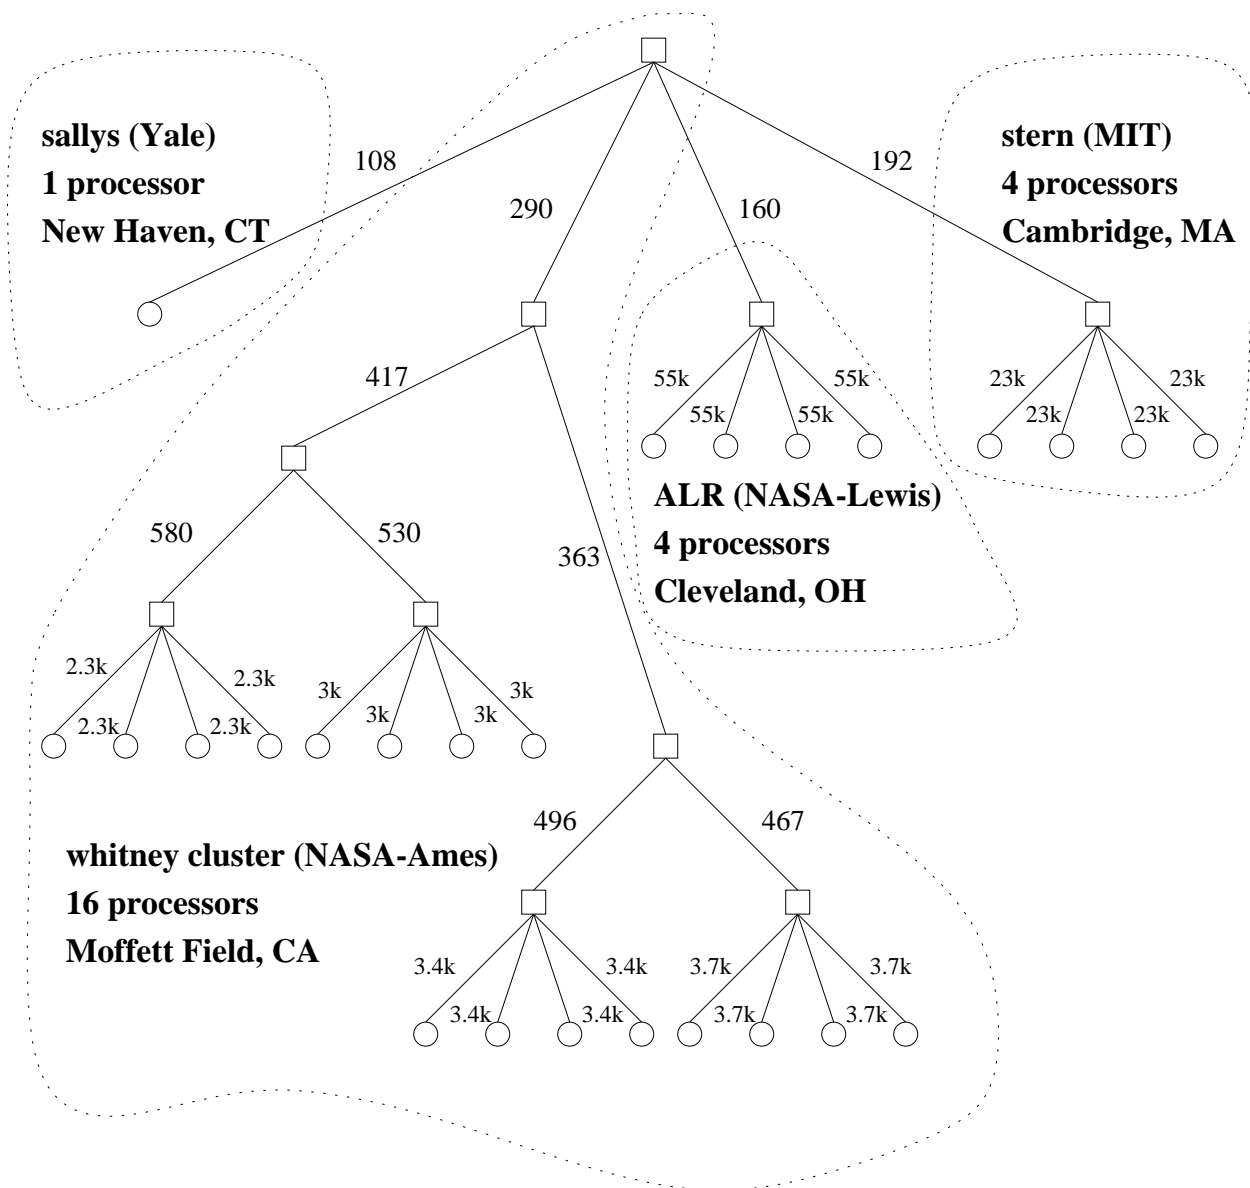 sallys (Yale)
1 processor
New Haven, CT
108
290
160
192
stern (MIT)
4 processors
Cambridge, MA
417
55k
55k
55k
55k
23k
23k
23k
23k
ALR (NASA-Lewis)
4 processors
Cleveland, OH
580
530
363
2.3k
2.3k
2.3k
2.3k
3k
3k
3k
3k
496
467
whitney cluster (NASA-Ames)
16 processors
Moffett Field, CA
3.4k
3.4k
3.4k
3.4k
3.7k
3.7k
3.7k
3.7k